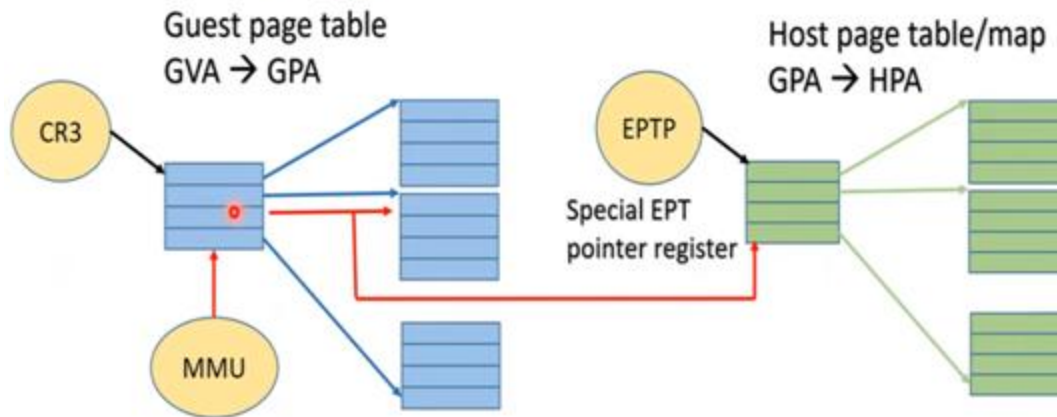 Guest page table
GVA → GPA
Host page table/map
GPA → HPA
CR3
EPTP
Special EPT
pointer register
MMU